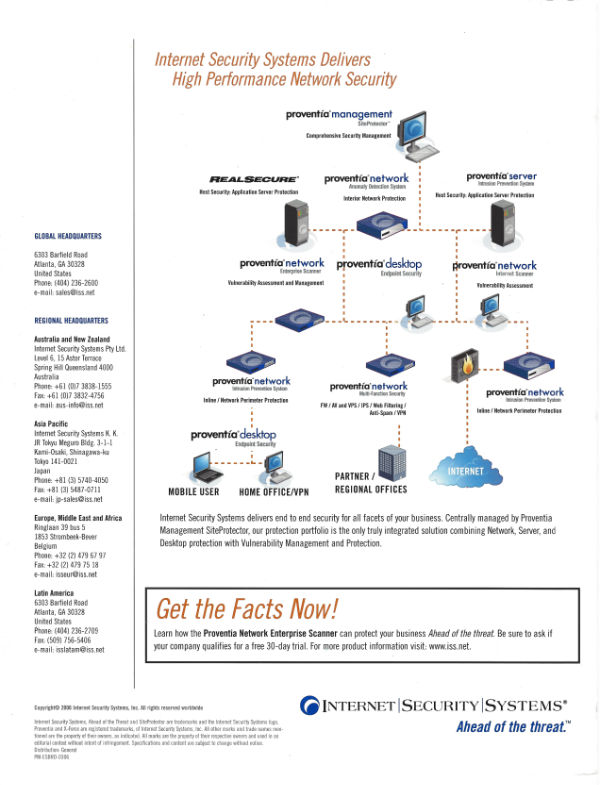 Internet Security Systems Delivers
High Performance Network Security
proventia management
SiteProtector™
Comprehensive Security Management
REALSECURE®
Host Security: Application Server Protection
proventia network
Anomaly Detection System
Interior Network Protection
proventia server
Intrusion Prevention System
Host Security: Application Server Protection
proventia network
Enterprise Scanner
Vulnerability Assessment and Management
proventia desktop
Endpoint Security
proventia network
Internet Scanner
Vulnerability Assessment
proventia network
Intrusion Prevention System
Inline / Network Perimeter Protection
proventia network
Multi-Function Security
FW / AV and VPS / IPS / Web Filtering /
Anti-Spam / VPN
proventia network
Intrusion Prevention System
Inline / Network Perimeter Protection
proventia desktop
Endpoint Security
MOBILE USER
HOME OFFICE/VPN
PARTNER /
REGIONAL OFFICES
INTERNET
GLOBAL HEADQUARTERS
6303 Barfield Road
Atlanta, GA 30328
United States
Phone: (404) 236-2600
e-mail: sales@iss.net
REGIONAL HEADQUARTERS
Australia and New Zealand
Internet Security Systems Pty Ltd.
Level 6, 15 Astor Terraco
Spring Hill Queensland 4000
Australia
Phone: +61 (0)7 3838-1555
Fax: +61 (0)7 3832-4756
e-mail: aus-info@iss.net
Asia Pacific
Internet Security Systems K. K.
JR Tokyo Meguro Bldg. 3-1-1
Kami-Osaki, Shinagawa-ku
Tokyo 141-0021
Japan
Phone: +81 (3) 5740-4050
Fax: +81 (3) 5487-0711
e-mail: jp-sales@iss.net
Europe, Middle East and Africa
Ringlaan 39 bus 5
1853 Strombeek-Bever
Belgium
Phone: +32 (2) 479 67 97
Fax: +32 (2) 479 75 18
e-mail: isseur@iss.net
Latin America
6303 Barfield Road
Atlanta, GA 30328
United States
Phone: (404) 236-2709
Fax: (509) 756-5406
e-mail: isslatam@iss.net
Internet Security Systems delivers end to end security for all facets of your business. Centrally managed by Proventia
Management SiteProtector, our protection portfolio is the only truly integrated solution combining Network, Server, and
Desktop protection with Vulnerability Management and Protection.
Get the Facts Now!
Learn how the Proventia Network Enterprise Scanner can protect your business Ahead of the threat. Be sure to ask if
your company qualifies for a free 30-day trial. For more product information visit: www.iss.net.
Copyright© 2006 Internet Security Systems, Inc. All rights reserved worldwide
Internet Security Systems, Ahead of the Threat and SiteProtector are trademarks and the Internet Security Systems logo,
Proventia and X-Force are registered trademarks, of Internet Security Systems, Inc. All other marks and trade names men-
tioned are the property of their owners, as indicated. All marks are the property of their respective owners and used in an
editorial context without intent of infringement. Specifications and content are subject to change without notice.
Distribution: General
PM-ESBRO-0306
INTERNET|SECURITY|SYSTEMS®
Ahead of the threat.™